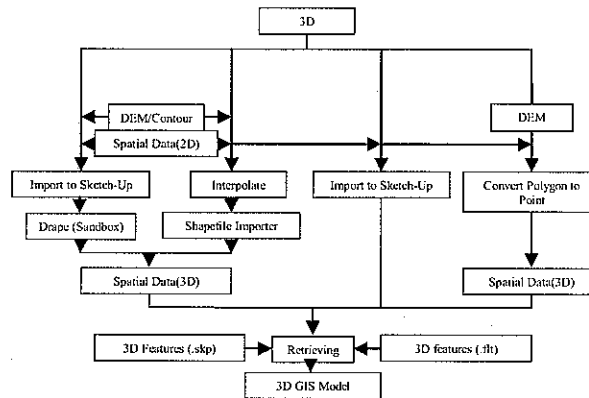 3D
DEM/Contour
DEM
Spatial Data(2D)
Import to Sketch-Up
Interpolate
Import to Sketch-Up
Convert Polygon to
Point
Drape (Sandbox)
Shapefile Importer
Spatial Data(3D)
Spatial Data(3D)
3D Features (.skp)
Retrieving
3D features (.flt)
3D GIS Model